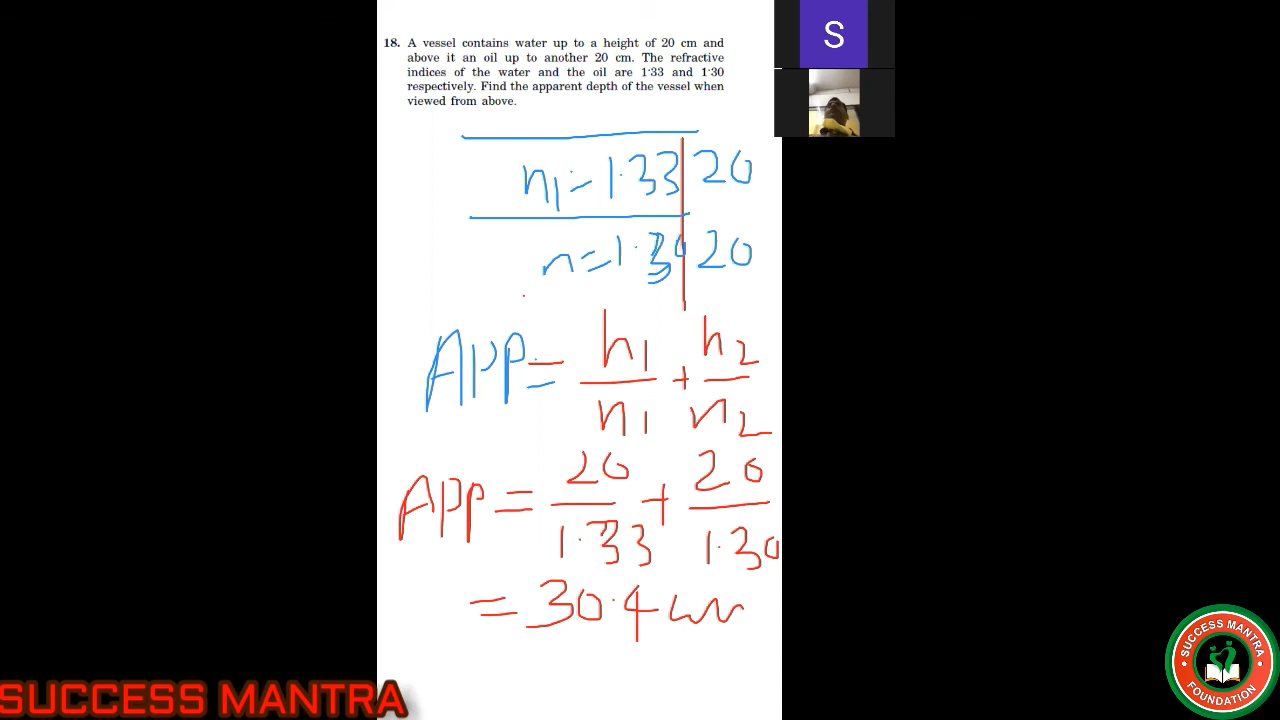 S
18. A vessel contains water up to a height of 20 cm and
above it an oil up to another 20 cm. The refractive
indices of the water and the oil are 1·33 and 1·30
respectively. Find the apparent depth of the vessel when
viewed from above.
n1 = 1.33 20
n = 1.30 20
APP = h1/n1 + h2/n2
APP = 20/1.33 + 20/1.30
= 30.4 cm
SUCCESS MANTRA
SUCCESS MANTRA
FOUNDATION